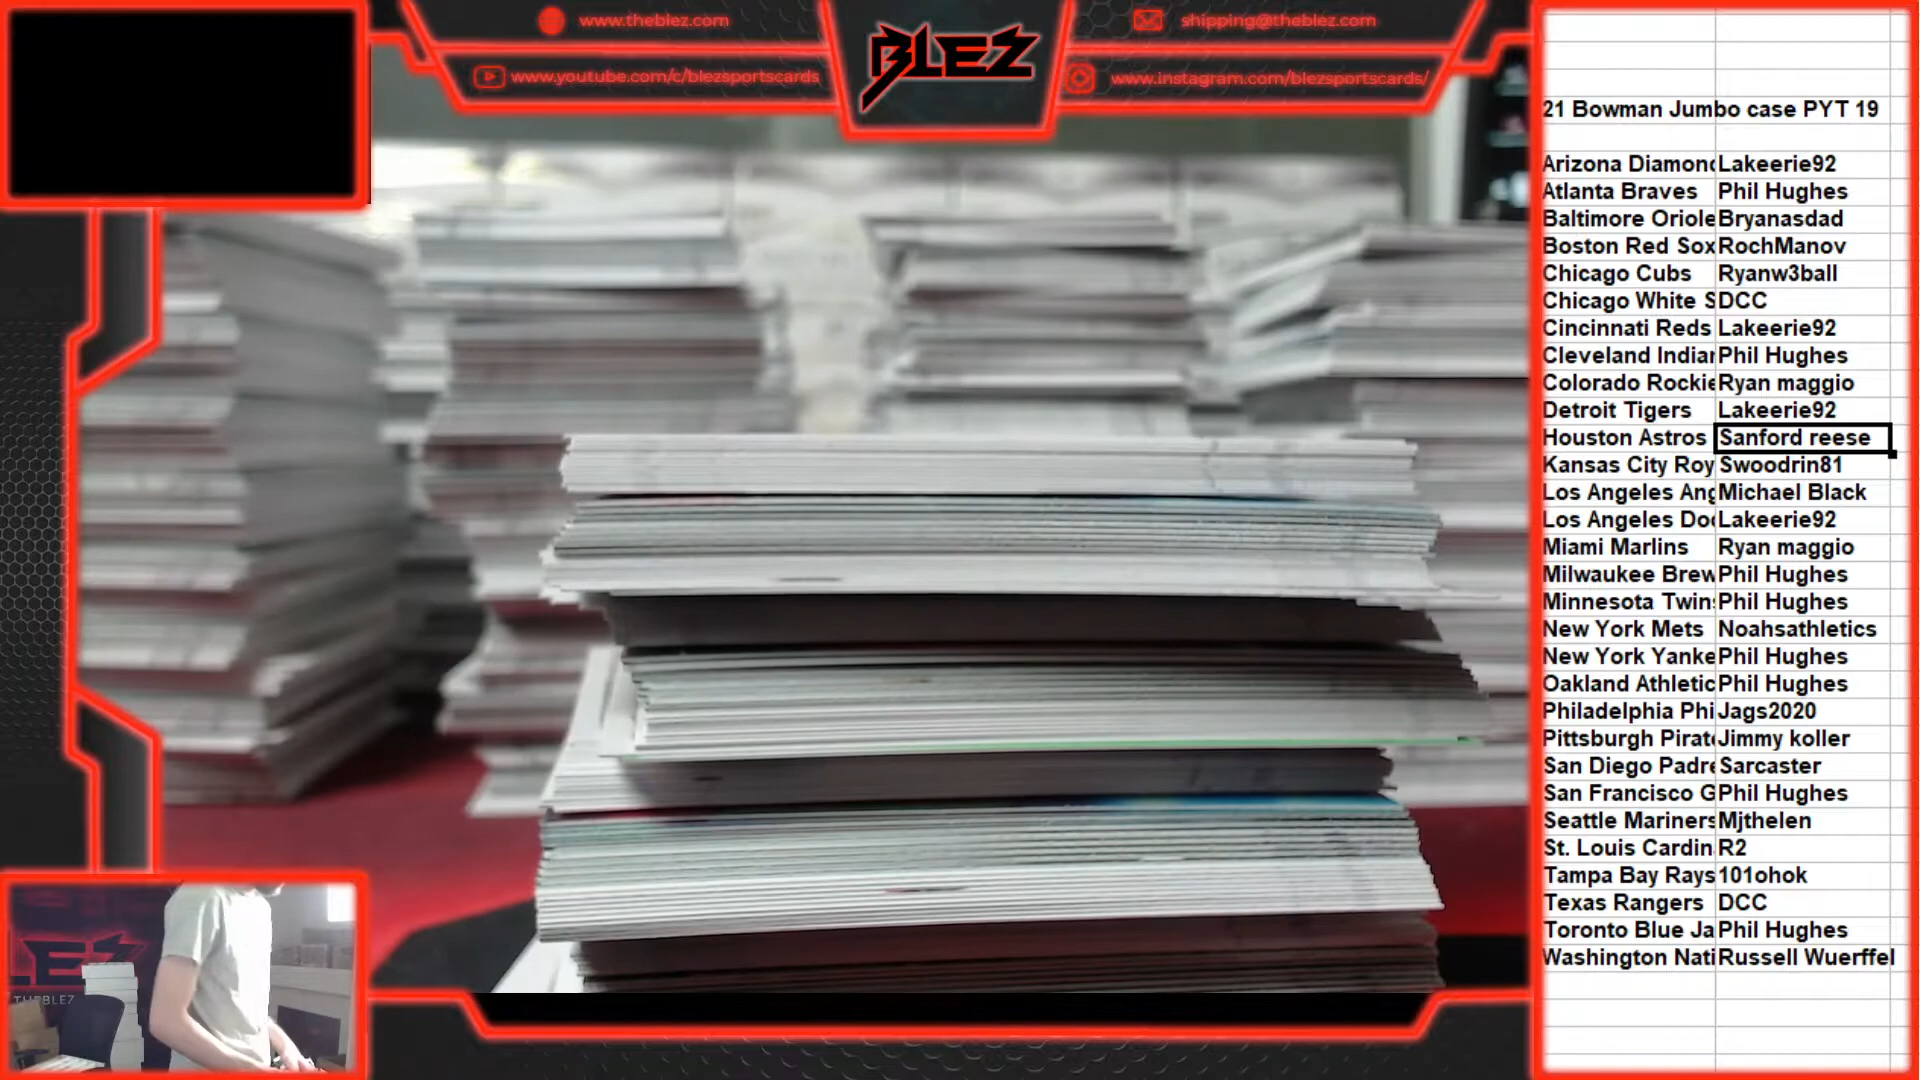 www.theblez.com
shipping@theblez.com
BLEZ
www.youtube.com/c/blezsportscards
www.instagram.com/blezsportscards/
21 Bowman Jumbo case PYT 19
Arizona Diamond Lakeerie92
Atlanta Braves Phil Hughes
Baltimore Oriole Bryanasdad
Boston Red Sox RochManov
Chicago Cubs Ryanw3ball
Chicago White S DCC
Cincinnati Reds Lakeerie92
Cleveland Indian Phil Hughes
Colorado Rockie Ryan maggio
Detroit Tigers Lakeerie92
Houston Astros Sanford reese
Kansas City Roy Swoodrin81
Los Angeles Ang Michael Black
Los Angeles Dod Lakeerie92
Miami Marlins Ryan maggio
Milwaukee Brew Phil Hughes
Minnesota Twins Phil Hughes
New York Mets Noahsathletics
New York Yanke Phil Hughes
Oakland Athletic Phil Hughes
Philadelphia Phi Jags2020
Pittsburgh Pirate Jimmy koller
San Diego Padre Sarcaster
San Francisco G Phil Hughes
Seattle Mariners Mjthelen
St. Louis Cardin R2
Tampa Bay Rays 101ohok
Texas Rangers DCC
Toronto Blue Ja Phil Hughes
Washington Nati Russell Wuerffel
LEZ
THEBLEZ